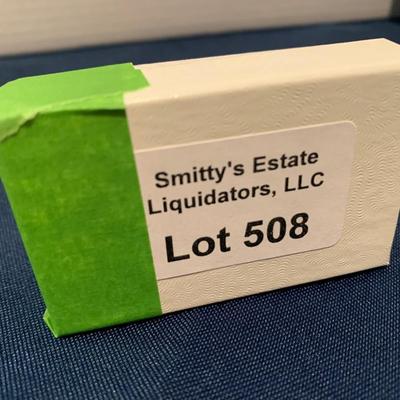 Smitty's Estate
Liquidators, LLC
Lot 508